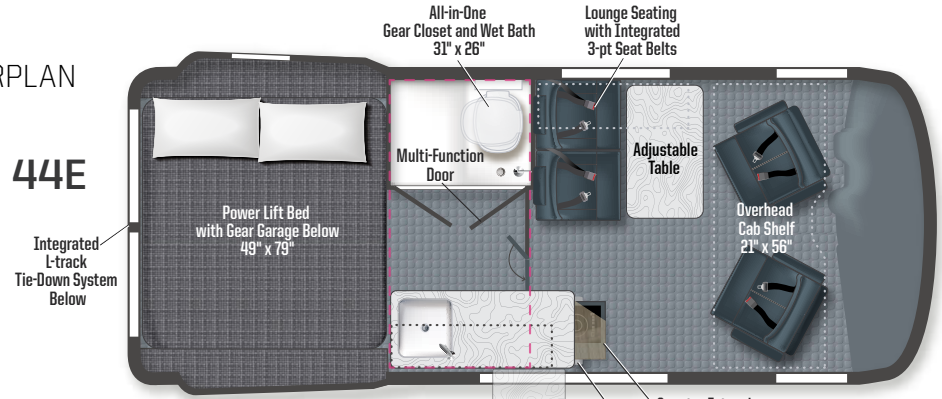 All-in-One
Gear Closet and Wet Bath
31" x 26"
Lounge Seating
with Integrated
3-pt Seat Belts
44E
Multi-Function
Door
Adjustable
Table
Power Lift Bed
with Gear Garage Below
49" x 79"
Overhead
Cab Shelf
21" x 56"
Integrated
L-track
Tie-Down System
Below